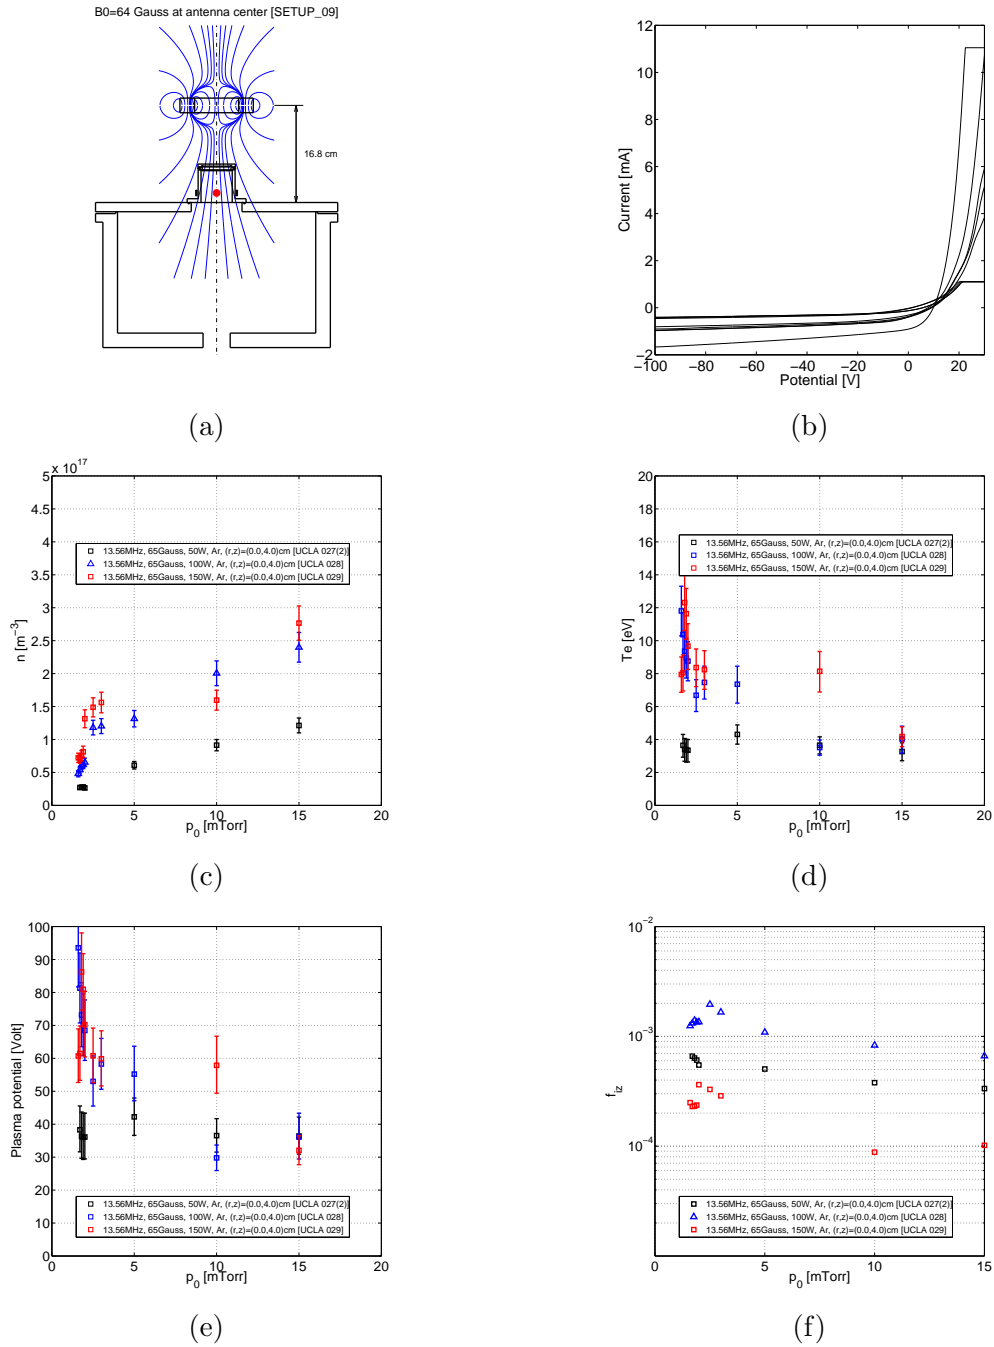 B0=64 Gauss at antenna center [SETUP_09]
16.8 cm
(a)
12
10
8
6
4
2
0
−2
−100
−80
−60
−40
−20
0
20
Current [mA]
Potential [V]
(b)
x 10^17
5
4.5
4
3.5
3
2.5
2
1.5
1
0.5
0
0
5
10
15
20
n [m^−3]
p_0 [mTorr]
13.56MHz, 65Gauss, 50W, Ar, (r,z)=(0.0,4.0)cm [UCLA 027(2)]
13.56MHz, 65Gauss, 100W, Ar, (r,z)=(0.0,4.0)cm [UCLA 028]
13.56MHz, 65Gauss, 150W, Ar, (r,z)=(0.0,4.0)cm [UCLA 029]
(c)
20
18
16
14
12
10
8
6
4
2
0
0
5
10
15
20
Te [eV]
p_0 [mTorr]
13.56MHz, 65Gauss, 50W, Ar, (r,z)=(0.0,4.0)cm [UCLA 027(2)]
13.56MHz, 65Gauss, 100W, Ar, (r,z)=(0.0,4.0)cm [UCLA 028]
13.56MHz, 65Gauss, 150W, Ar, (r,z)=(0.0,4.0)cm [UCLA 029]
(d)
100
90
80
70
60
50
40
30
20
10
0
0
5
10
15
20
Plasma potential [Volt]
p_0 [mTorr]
13.56MHz, 65Gauss, 50W, Ar, (r,z)=(0.0,4.0)cm [UCLA 027(2)]
13.56MHz, 65Gauss, 100W, Ar, (r,z)=(0.0,4.0)cm [UCLA 028]
13.56MHz, 65Gauss, 150W, Ar, (r,z)=(0.0,4.0)cm [UCLA 029]
(e)
10^−2
10^−3
10^−4
0
5
10
15
f_iz
p_0 [mTorr]
13.56MHz, 65Gauss, 50W, Ar, (r,z)=(0.0,4.0)cm [UCLA 027(2)]
13.56MHz, 65Gauss, 100W, Ar, (r,z)=(0.0,4.0)cm [UCLA 028]
13.56MHz, 65Gauss, 150W, Ar, (r,z)=(0.0,4.0)cm [UCLA 029]
(f)